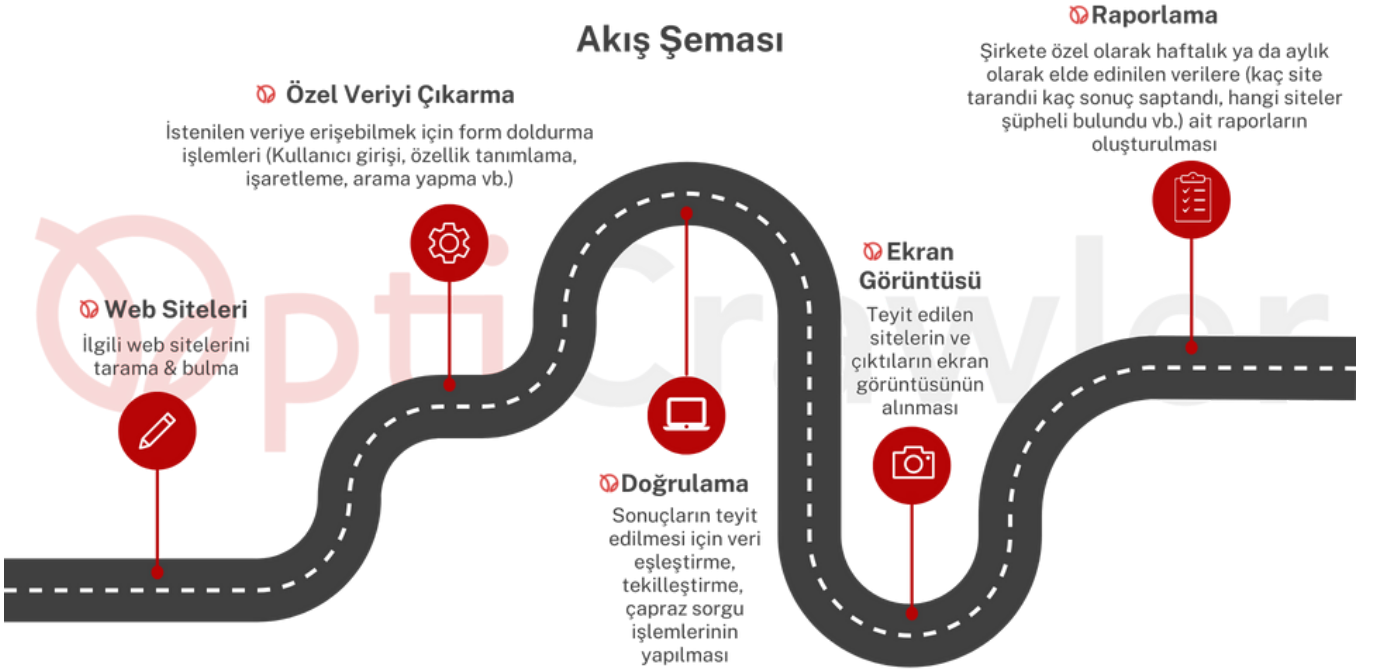 Akış Şeması
Web Siteleri
İlgili web sitelerini
tarama & bulma
Özel Veriyi Çıkarma
İstenilen veriye erişebilmek için form doldurma
işlemleri (Kullanıcı girişi, özellik tanımlama,
işaretleme, arama yapma vb.)
Doğrulama
Sonuçların teyit
edilmesi için veri
eşleştirme,
tekilleştirme,
çapraz sorgu
işlemlerinin
yapılması
Ekran
Görüntüsü
Teyit edilen
sitelerin ve
çıktıların ekran
görüntüsünün
alınması
Raporlama
Şirkete özel olarak haftalık ya da aylık
olarak elde edinilen verilere (kaç site
tarandıi kaç sonuç saptandı, hangi siteler
şüpheli bulundu vb.) ait raporların
oluşturulması
Opti Crawler